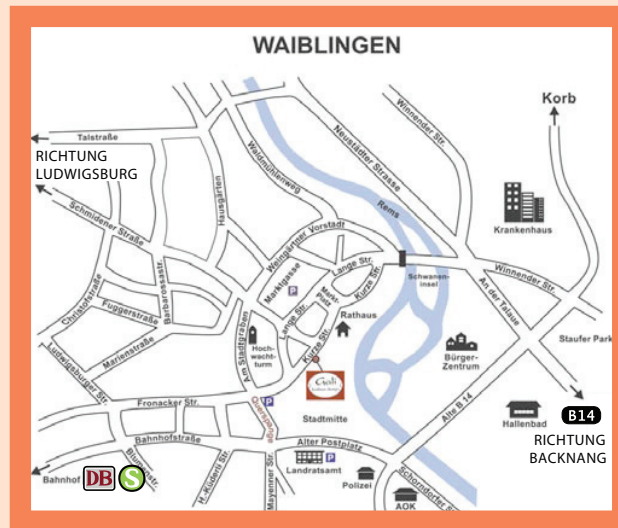 WAIBLINGEN
Korb
Winnender Str.
Neustädter Strasse
Talstraße
RICHTUNG
LUDWIGSBURG
Waldmühlenweg
Hausgärten
Rems
Krankenhaus
Schmidener Straße
Weingärtner Vorstadt
Lange Str.
Marktgasse
P
Markt-
Platz
Kurze Str.
Schwanen-
insel
Winnender Str.
An der Talaue
Christofstraße
Barbarossastr.
Fuggerstraße
Marienstraße
Am Stadtgraben
Hoch-
wacht-
turm
Lange Str.
Rathaus
Kurze Str.
Bürger-
Zentrum
Staufer Park
Ludwigsburger Str.
Fronacker Str.
P
Querspange
Stadtmitte
Alte B 14
Hallenbad
B14
RICHTUNG
BACKNANG
Bahnhofstraße
Alter Postplatz
Landratsamt
P
Polizei
Schorndorfer Str.
AOK
Bahnhof
DB
S
Blumenstr.
H.-Küderli Str.
Mayenner Str.